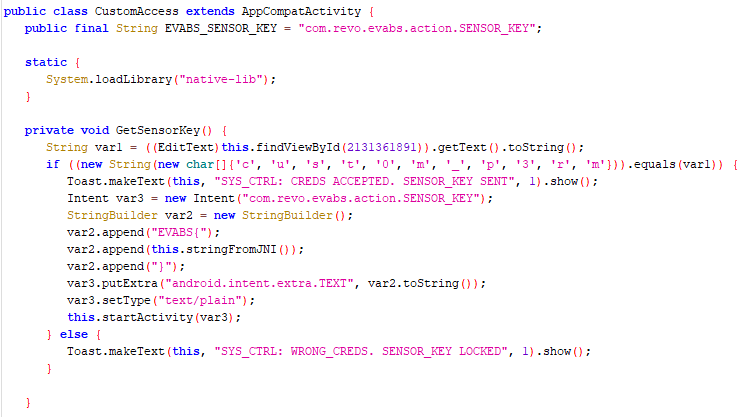 public class CustomAccess extends AppCompatActivity {
public final String EVABS_SENSOR_KEY = "com.revo.evabs.action.SENSOR_KEY";
static {
System.loadLibrary("native-lib");
}
private void GetSensorKey() {
String var1 = ((EditText)this.findViewById(2131361891)).getText().toString();
if ((new String(new char[]{'c', 'u', 's', 't', '0', 'm', '_', 'p', '3', 'r', 'm'})).equals(var1)) {
Toast.makeText(this, "SYS_CTRL: CREDS ACCEPTED. SENSOR_KEY SENT", 1).show();
Intent var3 = new Intent("com.revo.evabs.action.SENSOR_KEY");
StringBuilder var2 = new StringBuilder();
var2.append("EVABS{");
var2.append(this.stringFromJNI());
var2.append("}");
var3.putExtra("android.intent.extra.TEXT", var2.toString());
var3.setType("text/plain");
this.startActivity(var3);
} else {
Toast.makeText(this, "SYS_CTRL: WRONG_CREDS. SENSOR_KEY LOCKED", 1).show();
}
}